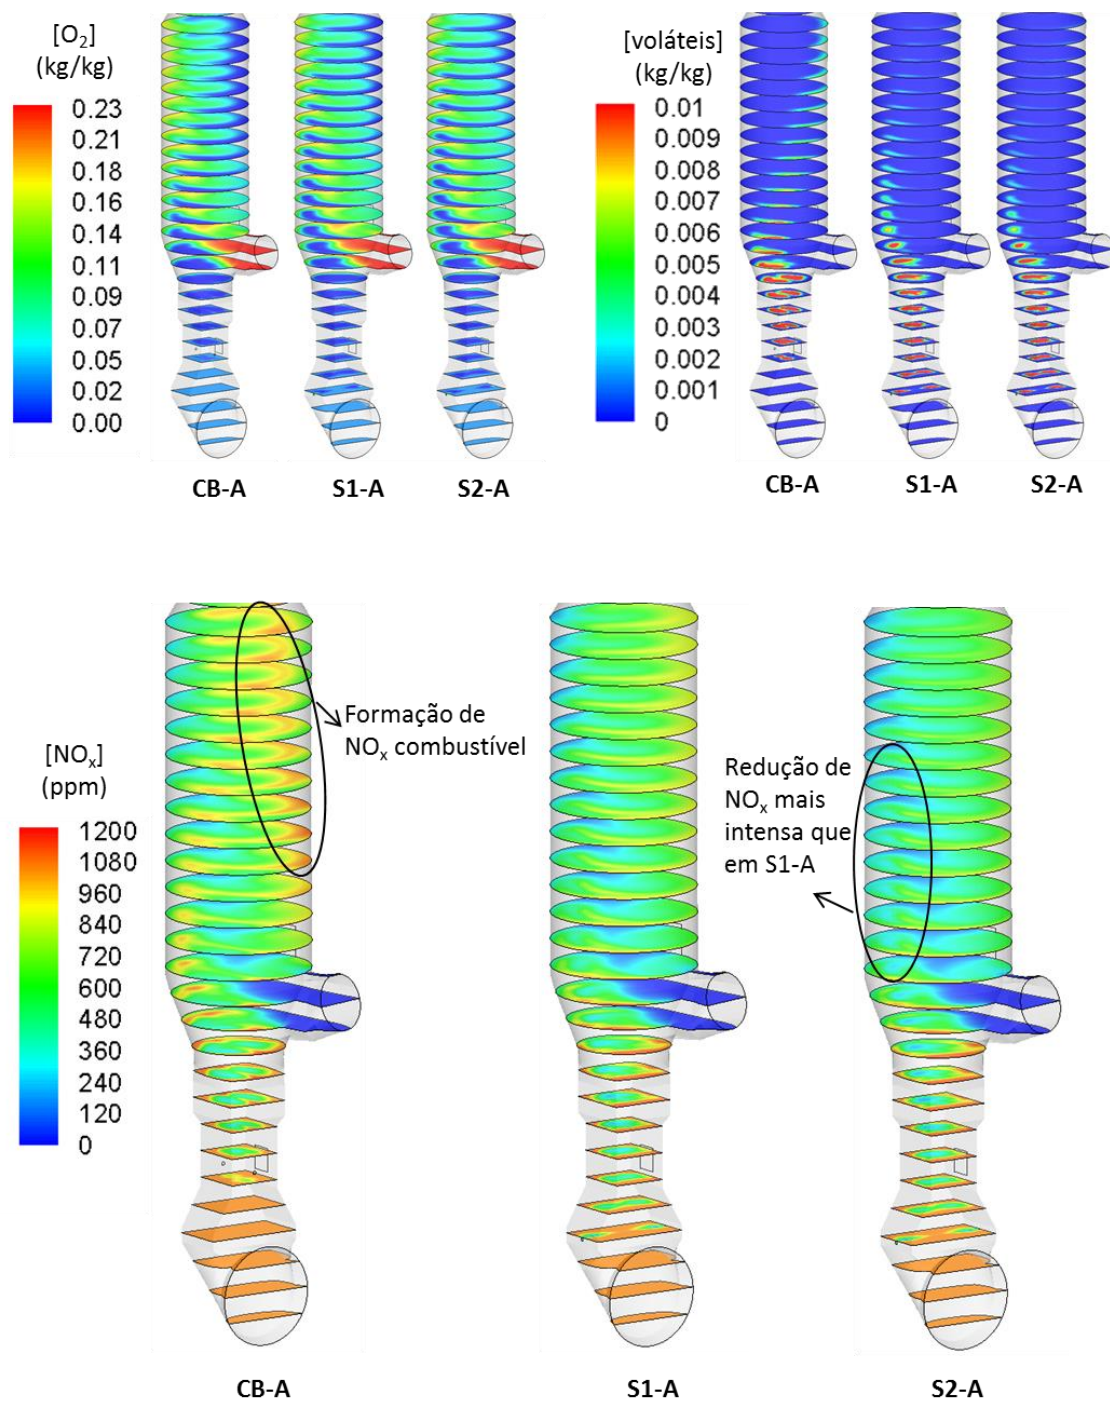 [O₂]
(kg/kg)
0.23
0.21
0.18
0.16
0.14
0.11
0.09
0.07
0.05
0.02
0.00
CB-A
S1-A
S2-A
[voláteis]
(kg/kg)
0.01
0.009
0.008
0.007
0.006
0.005
0.004
0.003
0.002
0.001
0
CB-A
S1-A
S2-A
[NOₓ]
(ppm)
1200
1080
960
840
720
600
480
360
240
120
0
Formação de
NOₓ combustível
Redução de
NOₓ mais
intensa que
em S1-A
CB-A
S1-A
S2-A